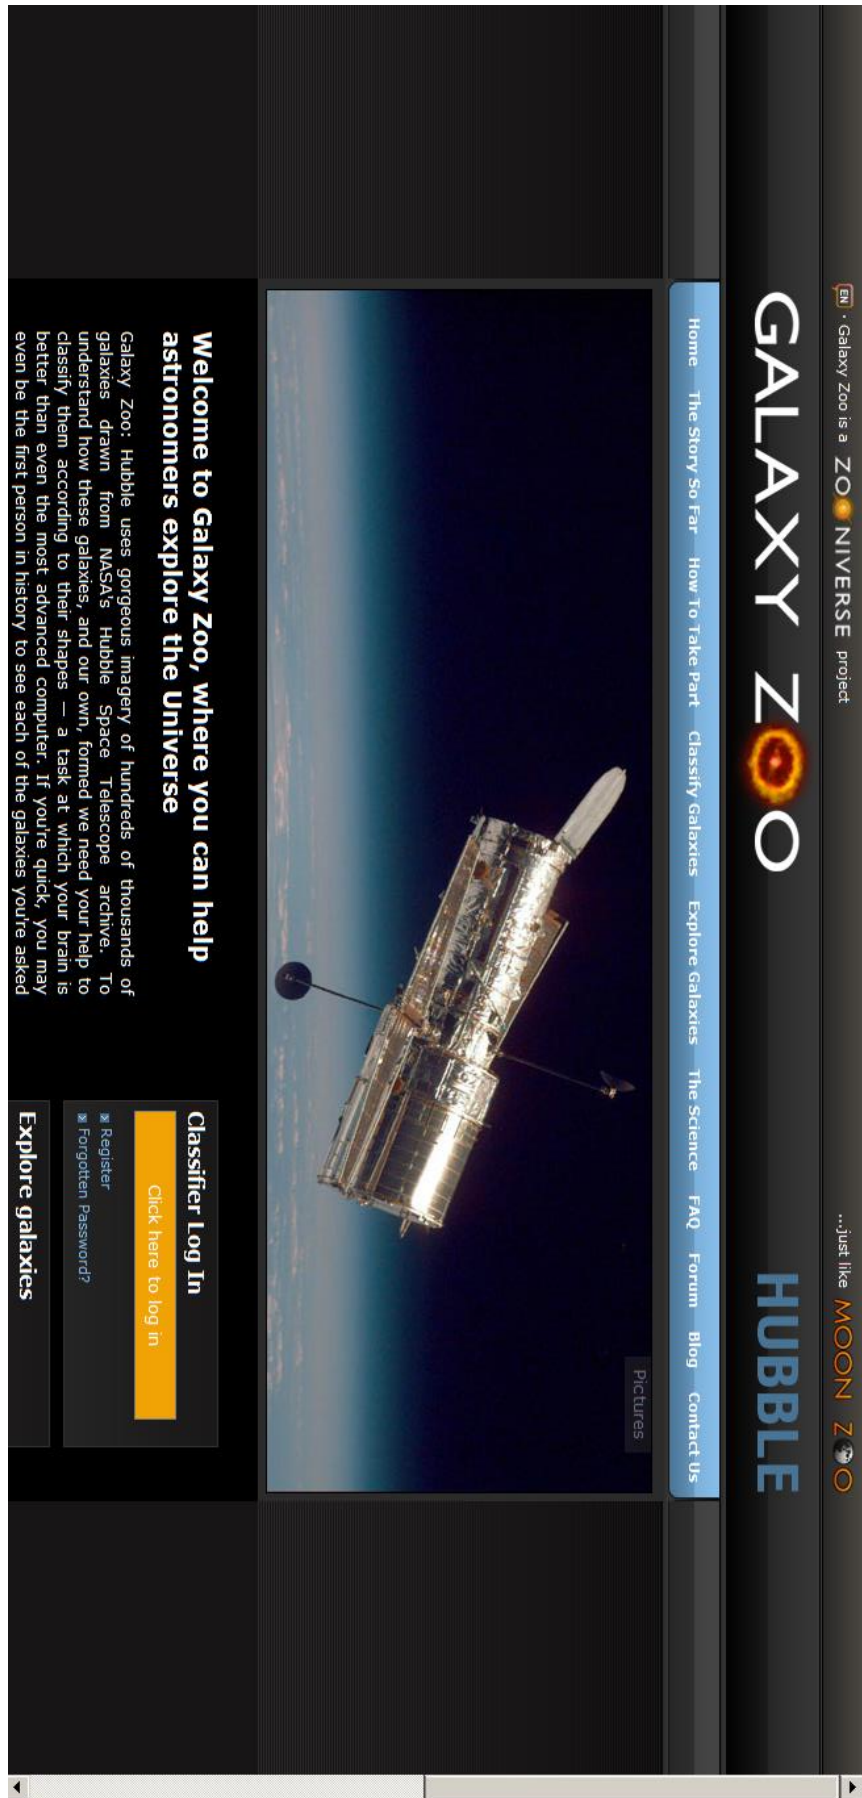 EN · Galaxy Zoo is a ZOONIVERSE project
...just like MOON ZOO
GALAXY ZOO
HUBBLE
Home The Story So Far How To Take Part Classify Galaxies Explore Galaxies The Science FAQ Forum Blog Contact Us
Pictures
Welcome to Galaxy Zoo, where you can help
astronomers explore the Universe
Galaxy Zoo: Hubble uses gorgeous imagery of hundreds of thousands of
galaxies drawn from NASA's Hubble Space Telescope archive. To
understand how these galaxies, and our own, formed we need your help to
classify them according to their shapes — a task at which your brain is
better than even the most advanced computer. If you're quick, you may
even be the first person in history to see each of the galaxies you're asked
Classifier Log In
Click here to log in
Register
Forgotten Password?
Explore galaxies